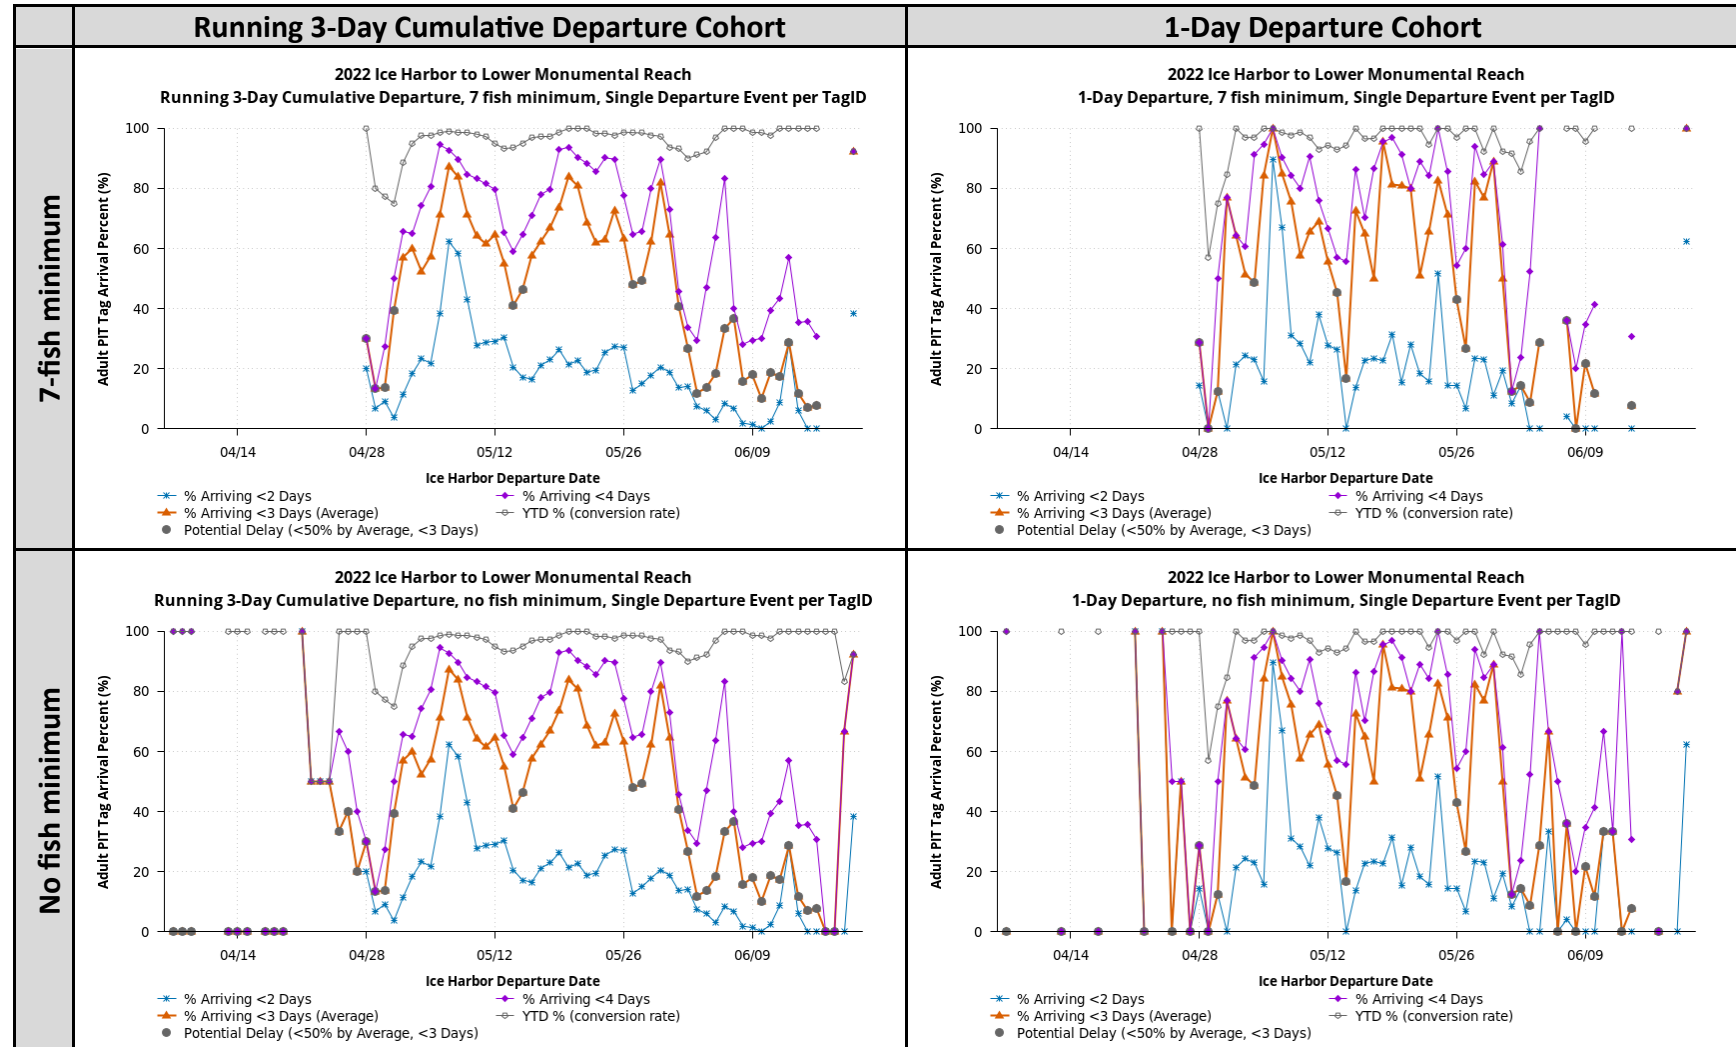 Running 3-Day Cumulative Departure Cohort
1-Day Departure Cohort
7-fish minimum
2022 Ice Harbor to Lower Monumental Reach
Running 3-Day Cumulative Departure, 7 fish minimum, Single Departure Event per TagID
Adult PIT Tag Arrival Percent (%)
100
80
60
40
20
0
04/14 04/28 05/12 05/26 06/09
Ice Harbor Departure Date
% Arriving <2 Days % Arriving <4 Days
% Arriving <3 Days (Average) YTD % (conversion rate)
Potential Delay (<50% by Average, <3 Days)
2022 Ice Harbor to Lower Monumental Reach
1-Day Departure, 7 fish minimum, Single Departure Event per TagID
Adult PIT Tag Arrival Percent (%)
100
80
60
40
20
0
04/14 04/28 05/12 05/26 06/09
Ice Harbor Departure Date
% Arriving <2 Days % Arriving <4 Days
% Arriving <3 Days (Average) YTD % (conversion rate)
Potential Delay (<50% by Average, <3 Days)
No fish minimum
2022 Ice Harbor to Lower Monumental Reach
Running 3-Day Cumulative Departure, no fish minimum, Single Departure Event per TagID
Adult PIT Tag Arrival Percent (%)
100
80
60
40
20
0
04/14 04/28 05/12 05/26 06/09
Ice Harbor Departure Date
% Arriving <2 Days % Arriving <4 Days
% Arriving <3 Days (Average) YTD % (conversion rate)
Potential Delay (<50% by Average, <3 Days)
2022 Ice Harbor to Lower Monumental Reach
1-Day Departure, no fish minimum, Single Departure Event per TagID
Adult PIT Tag Arrival Percent (%)
100
80
60
40
20
0
04/14 04/28 05/12 05/26 06/09
Ice Harbor Departure Date
% Arriving <2 Days % Arriving <4 Days
% Arriving <3 Days (Average) YTD % (conversion rate)
Potential Delay (<50% by Average, <3 Days)